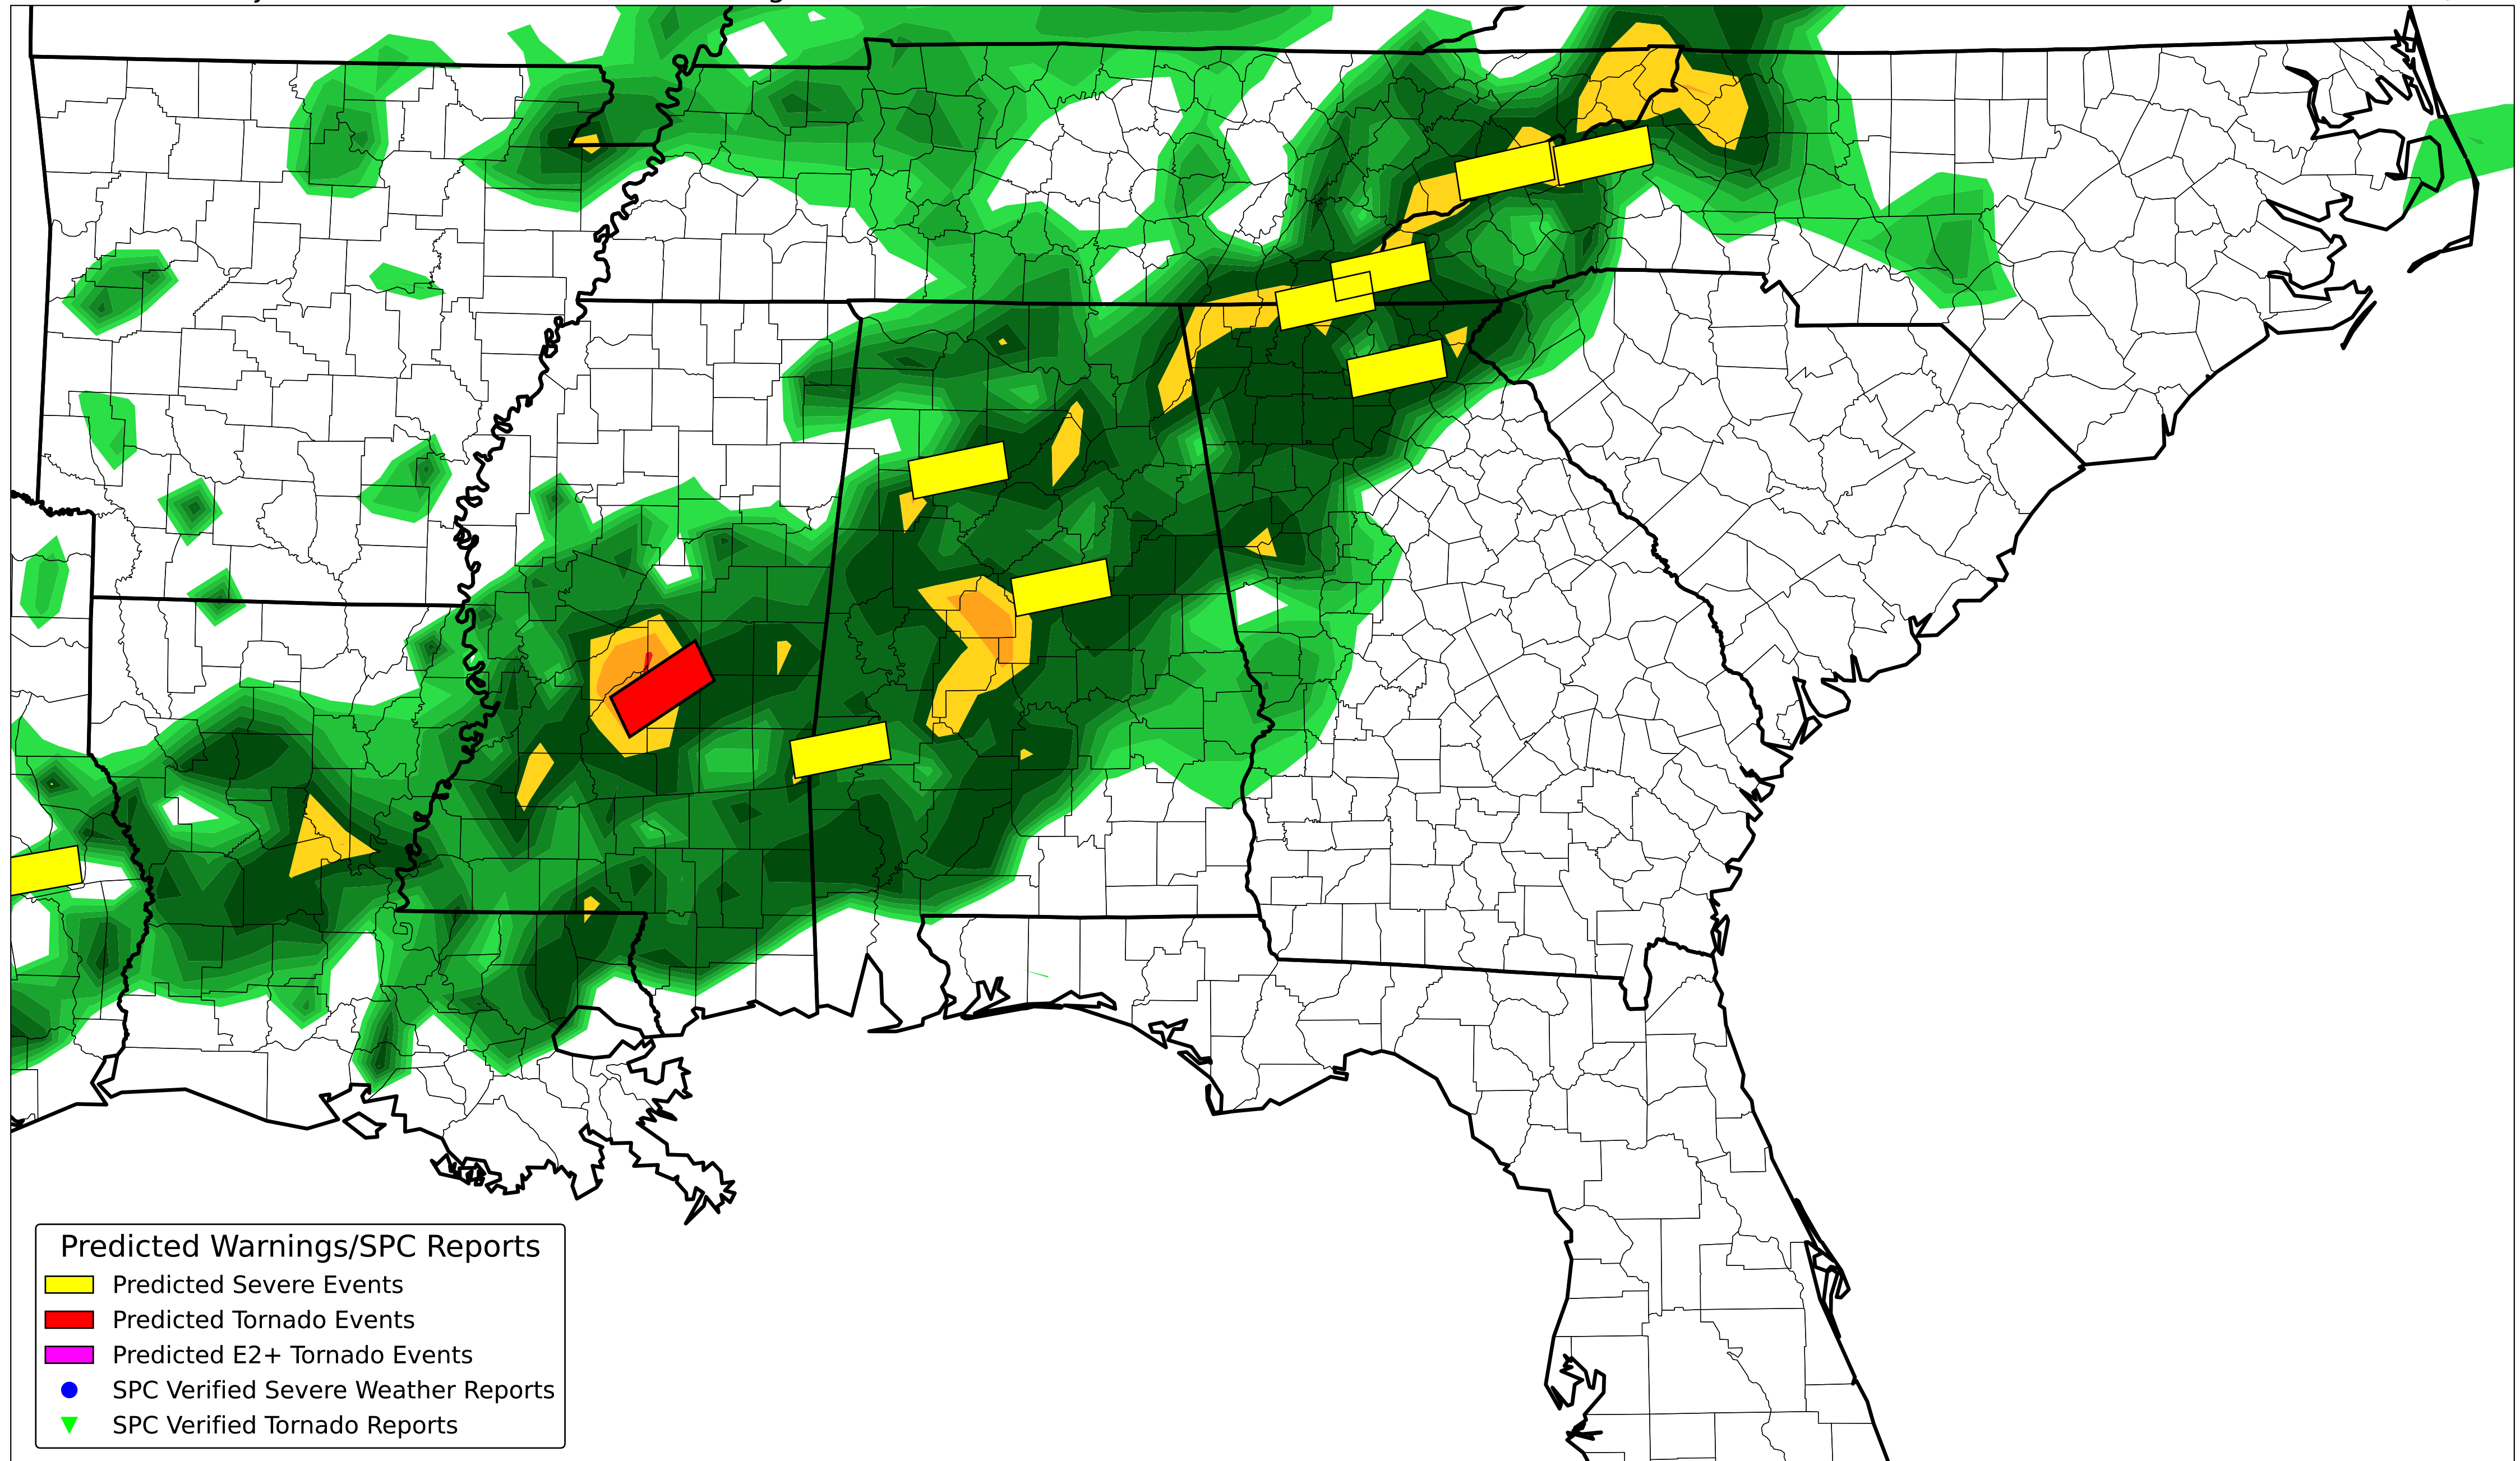 Predicted Warnings/SPC Reports
Predicted Severe Events
Predicted Tornado Events
Predicted E2+ Tornado Events
SPC Verified Severe Weather Reports
SPC Verified Tornado Reports